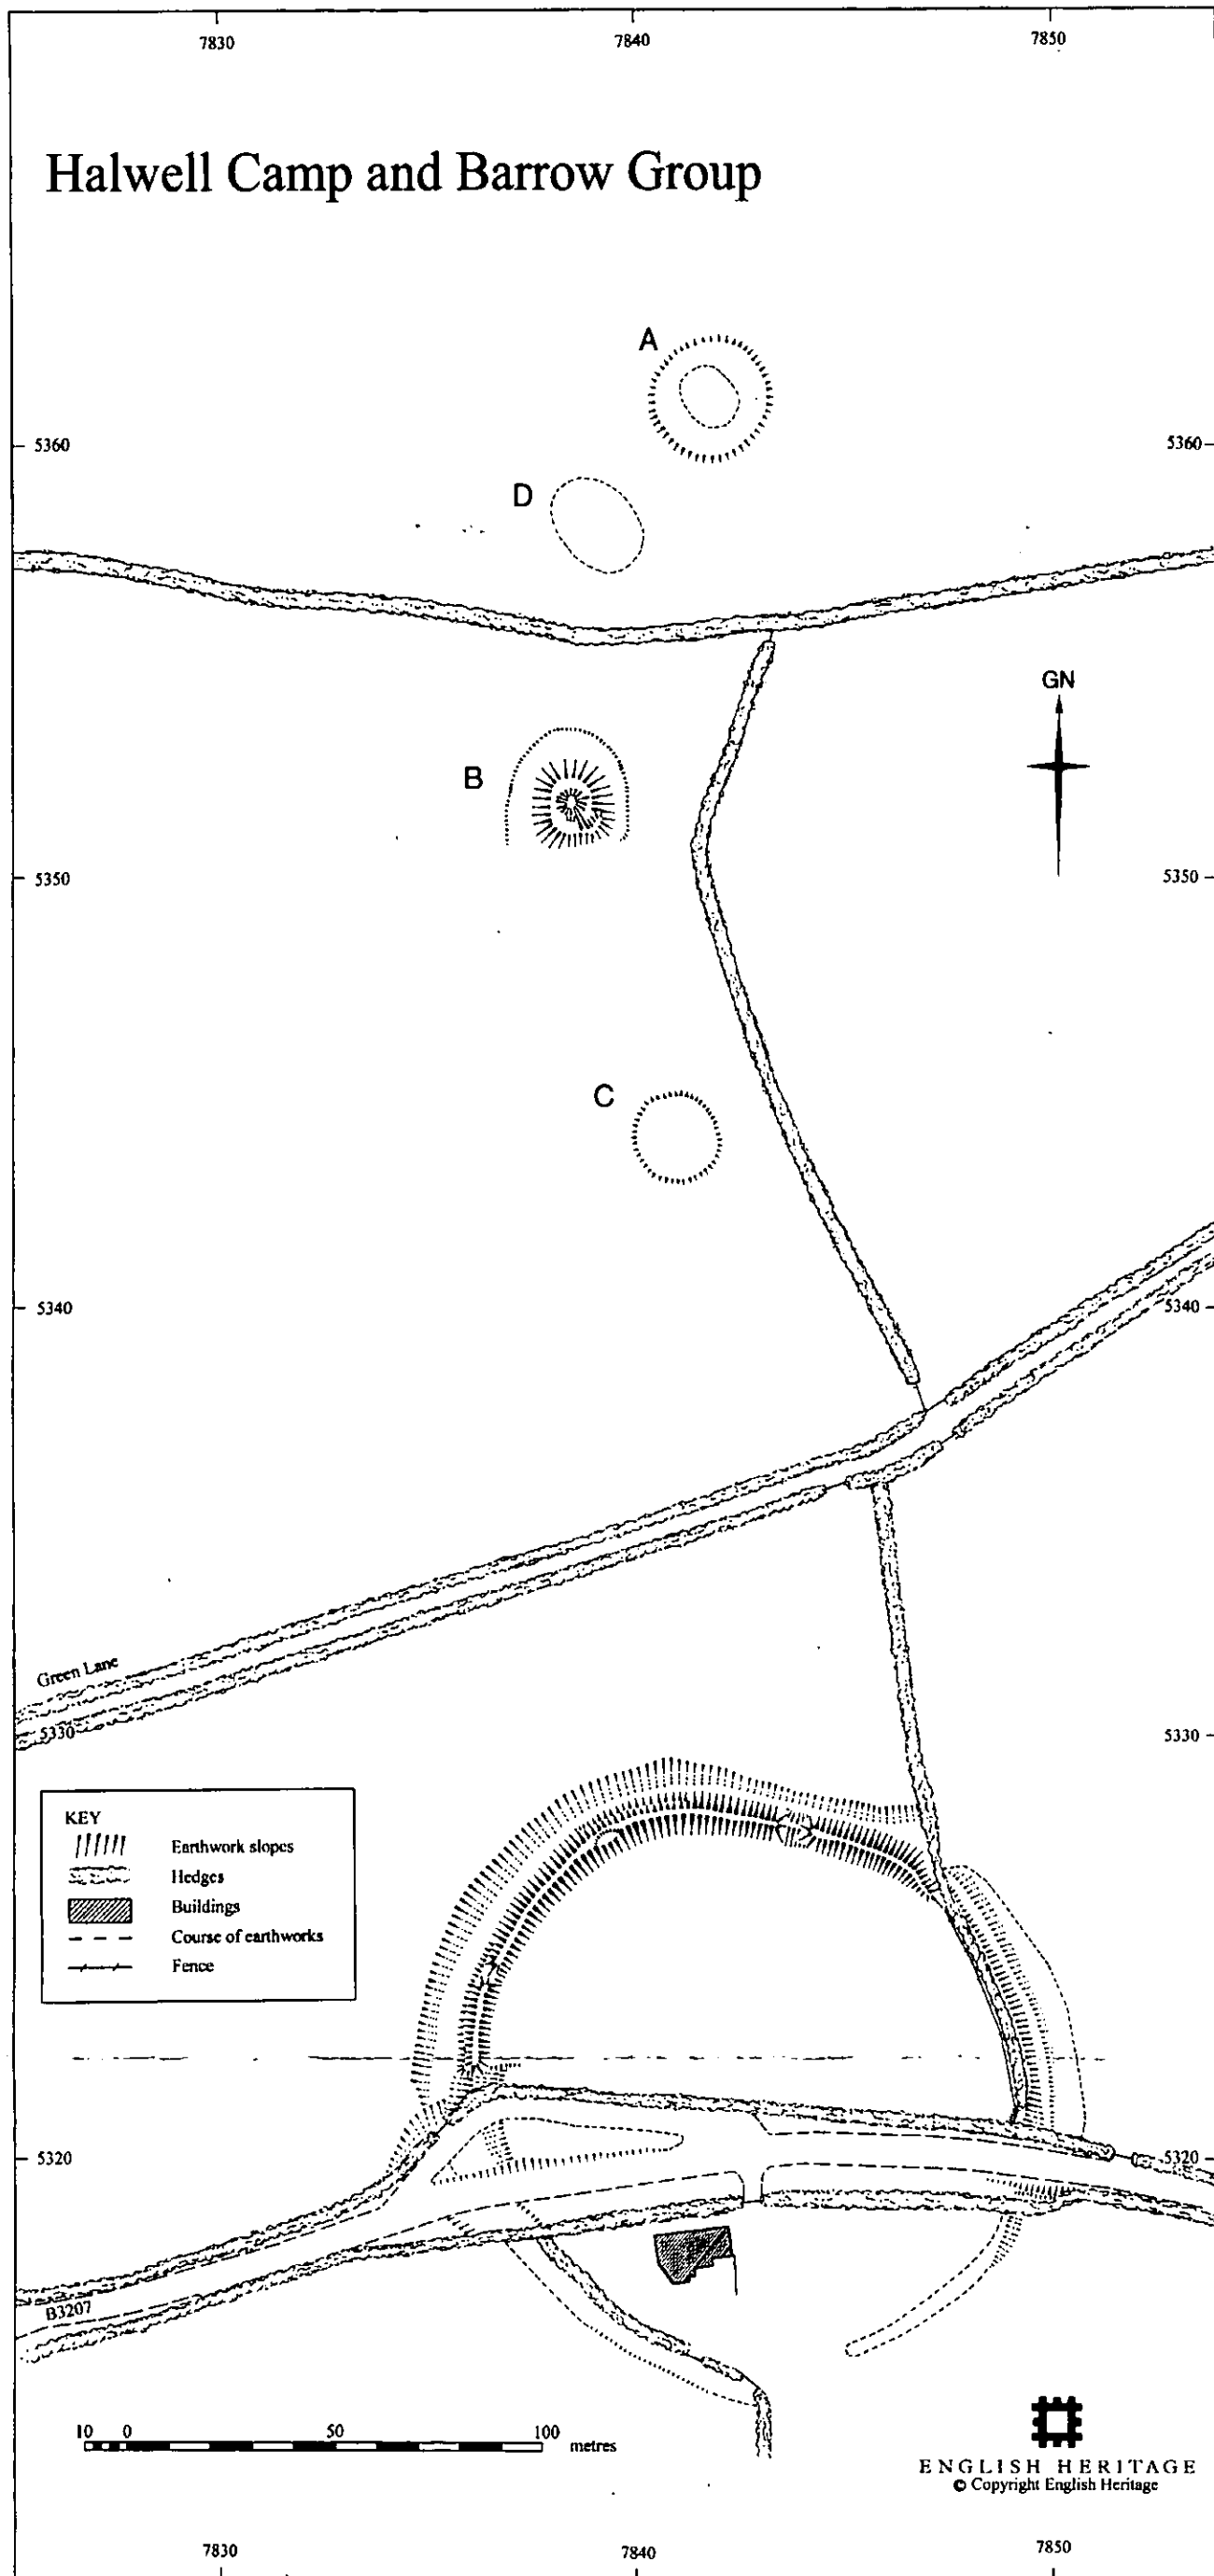 7830 7840 7850
Halwell Camp and Barrow Group
A
5360 5360
D
GN
B
5350 5350
C
5340 5340
Green Lane
5330 5330
KEY
Earthwork slopes
Hedges
Buildings
Course of earthworks
Fence
5320 5320
B3207
10 0 50 100 metres
ENGLISH HERITAGE
© Copyright English Heritage
7830 7840 7850